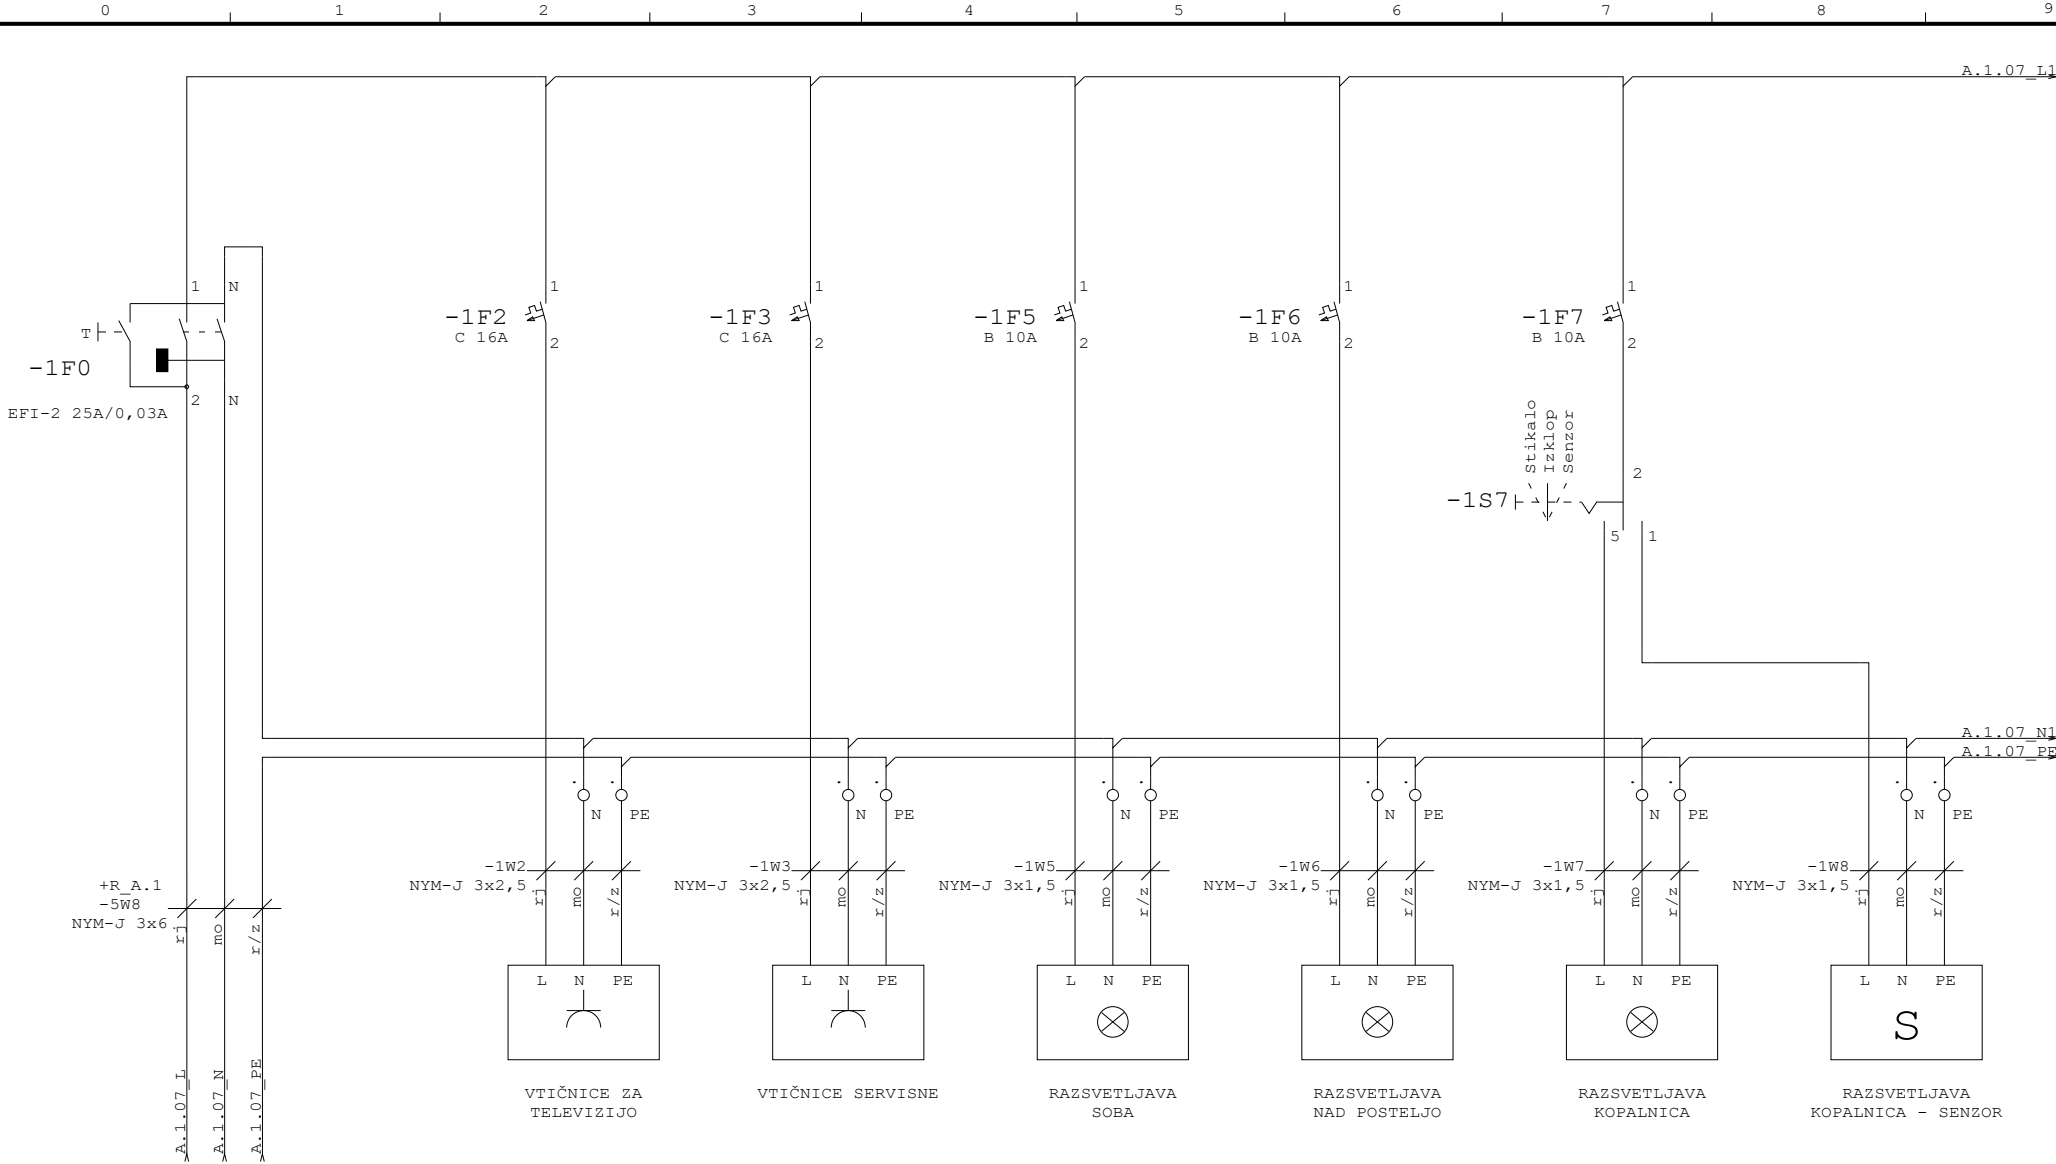 0 1 2 3 4 5 6 7 8 9
A.1.07_L1
1 N
T
-1F0
2 N
EFI-2 25A/0,03A
1
-1F2
C 16A
2
1
-1F3
C 16A
2
1
-1F5
B 10A
2
1
-1F6
B 10A
2
1
-1F7
B 10A
2
Stikalo
Izklop
Senzor
2
-1S7
5 1
A.1.07_N1
A.1.07_PE
N PE
N PE
N PE
N PE
N PE
N PE
+R_A.1
-5W8
NYM-J 3x6
rj mo r/z
-1W2
NYM-J 3x2,5
rj mo r/z
-1W3
NYM-J 3x2,5
rj mo r/z
-1W5
NYM-J 3x1,5
rj mo r/z
-1W6
NYM-J 3x1,5
rj mo r/z
-1W7
NYM-J 3x1,5
rj mo r/z
-1W8
NYM-J 3x1,5
rj mo r/z
A.1.07_L
A.1.07_N
A.1.07_PE
L N PE
VTIČNICE ZA
TELEVIZIJO
L N PE
VTIČNICE SERVISNE
L N PE
RAZSVETLJAVA
SOBA
L N PE
RAZSVETLJAVA
NAD POSTELJO
L N PE
RAZSVETLJAVA
KOPALNICA
L N PE
S
RAZSVETLJAVA
KOPALNICA - SENZOR